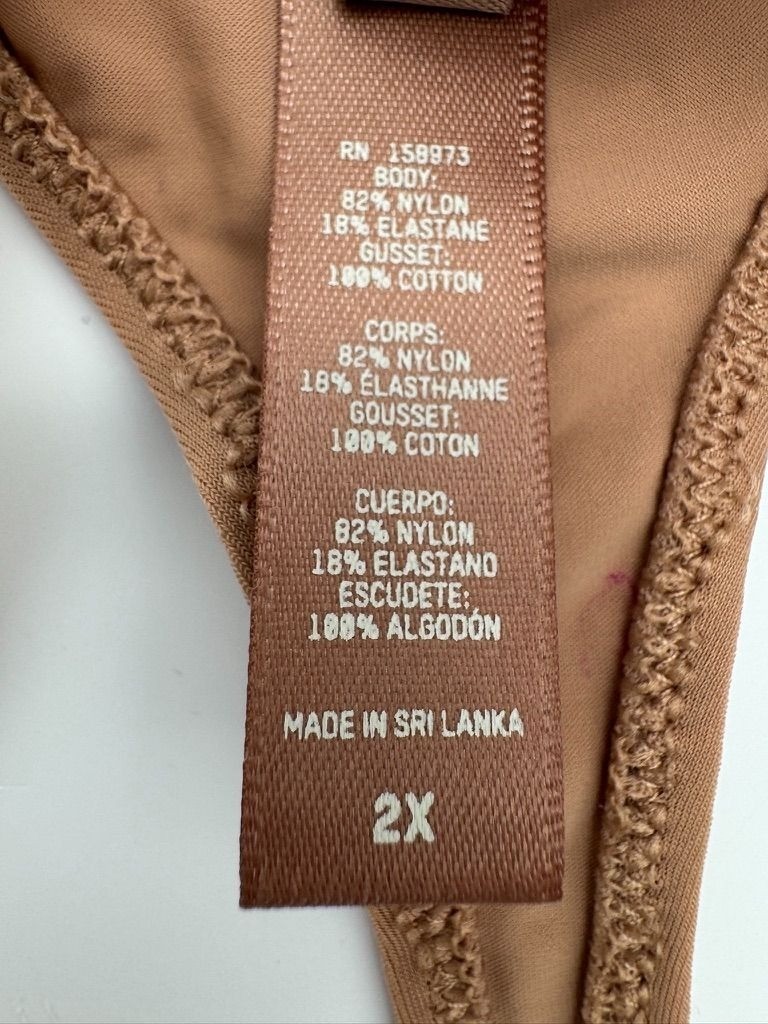 RN 158973
BODY:
82% NYLON
18% ELASTANE
GUSSET:
100% COTTON
CORPS:
82% NYLON
18% ÉLASTHANNE
GOUSSET:
100% COTON
CUERPO:
82% NYLON
18% ELASTANO
ESCUDETE:
100% ALGODÓN
MADE IN SRI LANKA
2X